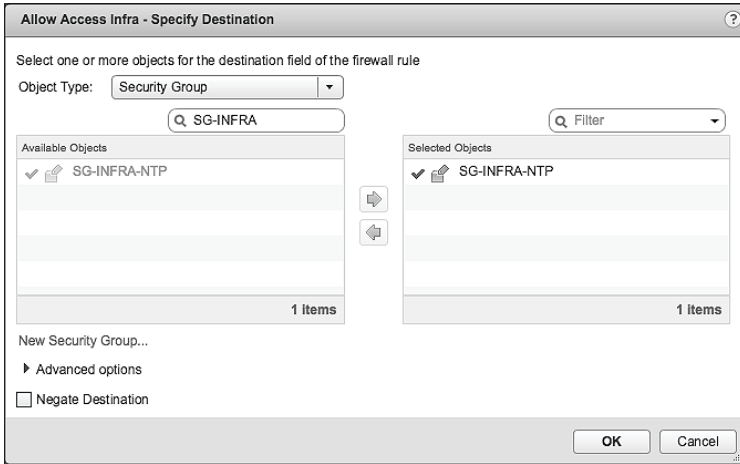 Allow Access Infra - Specify Destination
?
Select one or more objects for the destination field of the firewall rule
Object Type: Security Group
SG-INFRA
Filter
Available Objects
Selected Objects
SG-INFRA-NTP
SG-INFRA-NTP
1 items
1 items
New Security Group...
Advanced options
Negate Destination
OK
Cancel